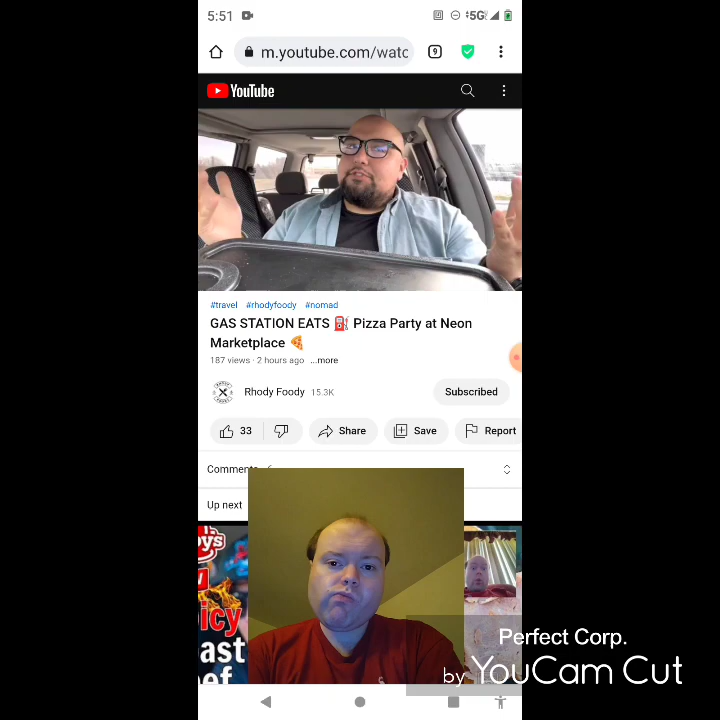 5:51
5G
m.youtube.com/watc
9
YouTube
#travel #rhodyfoody #nomad
GAS STATION EATS ⛽ Pizza Party at Neon
Marketplace 🍕
187 views · 2 hours ago ...more
Rhody Foody 15.3K
Subscribed
33
Share
Save
Report
Up next
Perfect Corp.
by YouCam Cut